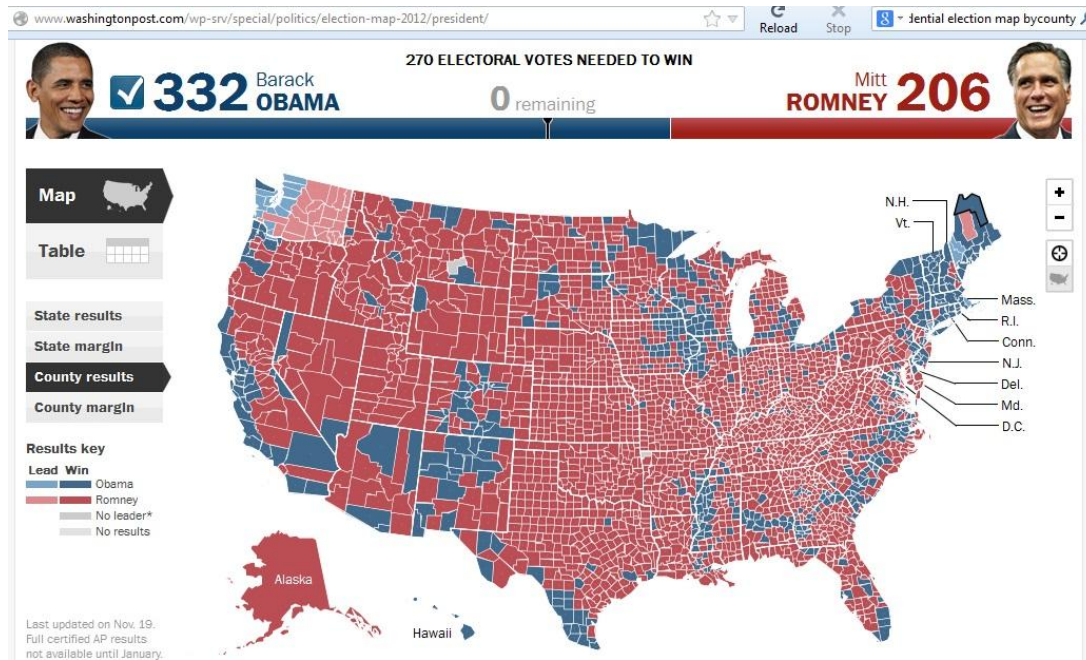 www.washingtonpost.com/wp-srv/special/politics/election-map-2012/president/
Reload
Stop
8
dential election map bycounty
270 ELECTORAL VOTES NEEDED TO WIN
332 Barack
OBAMA
0 remaining
Mitt
ROMNEY 206
Map
Table
State results
State margin
County results
County margin
Results key
Lead Win
Obama
Romney
No leader*
No results
Last updated on Nov. 19.
Full certified AP results
not available until January.
+
−
N.H.
Vt.
Mass.
R.I.
Conn.
N.J.
Del.
Md.
D.C.
Alaska
Hawaii